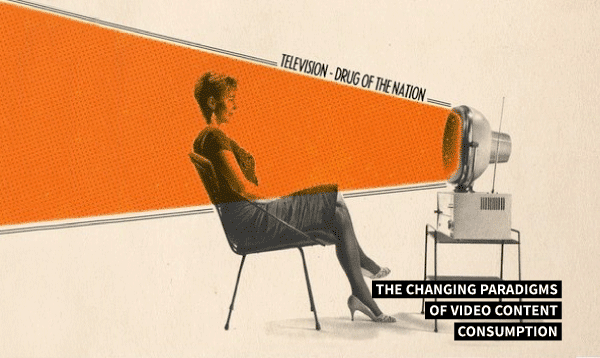 TELEVISION - DRUG OF THE NATION
THE CHANGING PARADIGMS
OF VIDEO CONTENT
CONSUMPTION